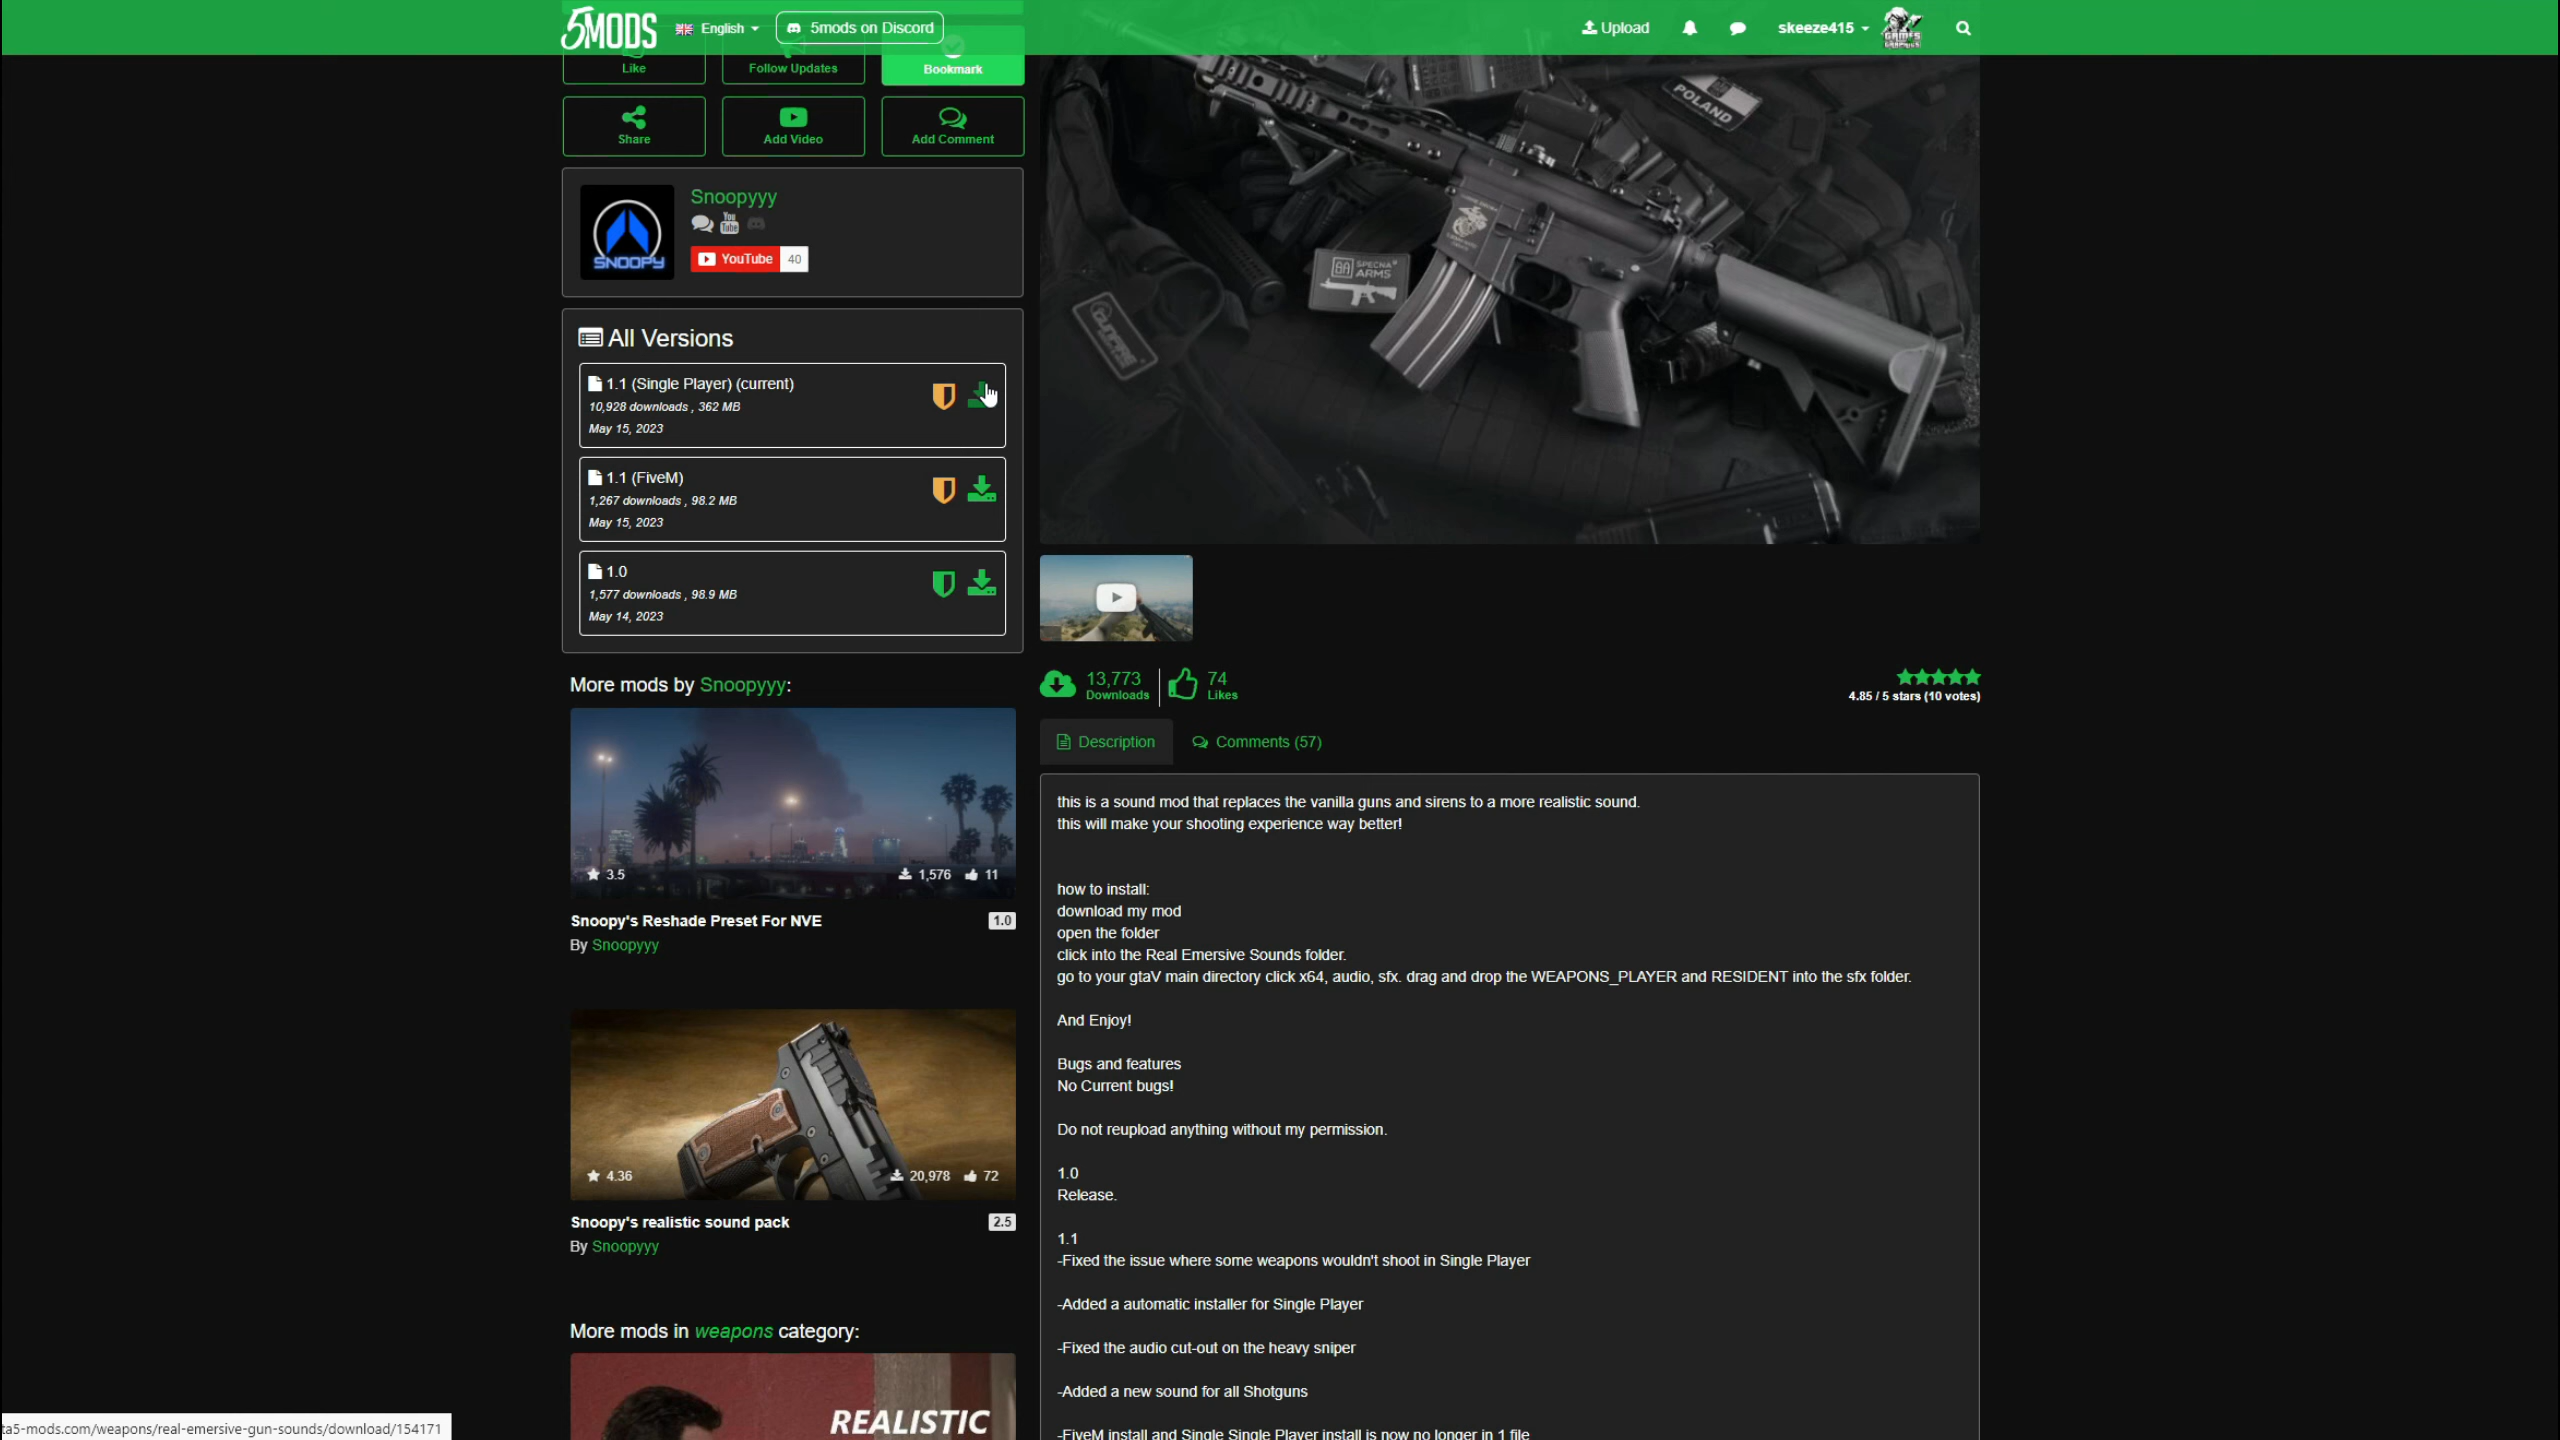 5MODS
English
5mods on Discord
Upload
skeeze415
Like
Follow Updates
Bookmark
Share
Add Video
Add Comment
Snoopyyy
You
Tube
SNOOPY
YouTube 40
POLAND
SPECNA
ARMS
All Versions
1.1 (Single Player) (current)
10,928 downloads , 362 MB
May 15, 2023
1.1 (FiveM)
1,267 downloads , 98.2 MB
May 15, 2023
1.0
1,577 downloads , 98.9 MB
May 14, 2023
More mods by Snoopyyy:
3.5
1,576
11
Snoopy's Reshade Preset For NVE
1.0
By Snoopyyy
4.36
20,978
72
Snoopy's realistic sound pack
2.5
By Snoopyyy
More mods in weapons category:
REALISTIC
13,773
Downloads
74
Likes
4.85 / 5 stars (10 votes)
Description
Comments (57)
this is a sound mod that replaces the vanilla guns and sirens to a more realistic sound.
this will make your shooting experience way better!
how to install:
download my mod
open the folder
click into the Real Emersive Sounds folder.
go to your gtaV main directory click x64, audio, sfx. drag and drop the WEAPONS_PLAYER and RESIDENT into the sfx folder.
And Enjoy!
Bugs and features
No Current bugs!
Do not reupload anything without my permission.
1.0
Release.
1.1
-Fixed the issue where some weapons wouldn't shoot in Single Player
-Added a automatic installer for Single Player
-Fixed the audio cut-out on the heavy sniper
-Added a new sound for all Shotguns
-FiveM install and Single Single Player install is now no longer in 1 file
ta5-mods.com/weapons/real-emersive-gun-sounds/download/154171